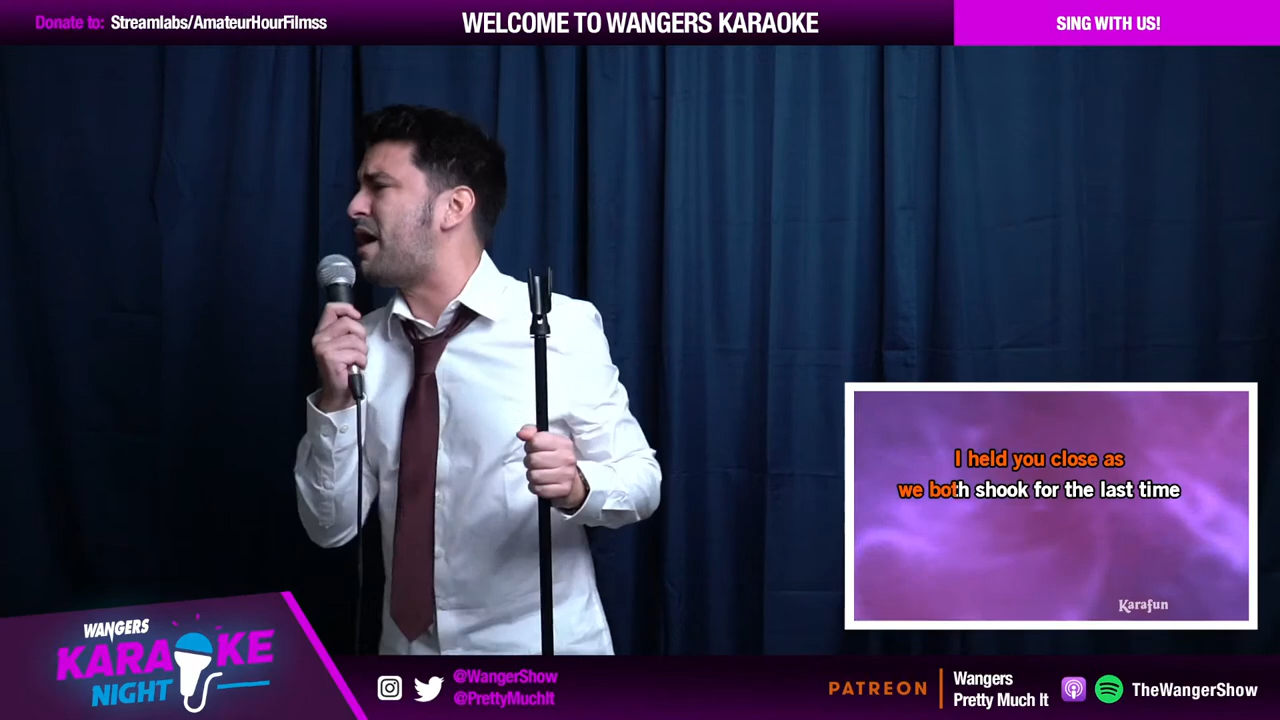 Donate to: Streamlabs/AmateurHourFilmss
WELCOME TO WANGERS KARAOKE
SING WITH US!
I held you close as
we both shook for the last time
Karafun
WANGERS
KARAOKE
NIGHT
@WangerShow
@PrettyMuchIt
PATREON
Wangers
Pretty Much It
TheWangerShow